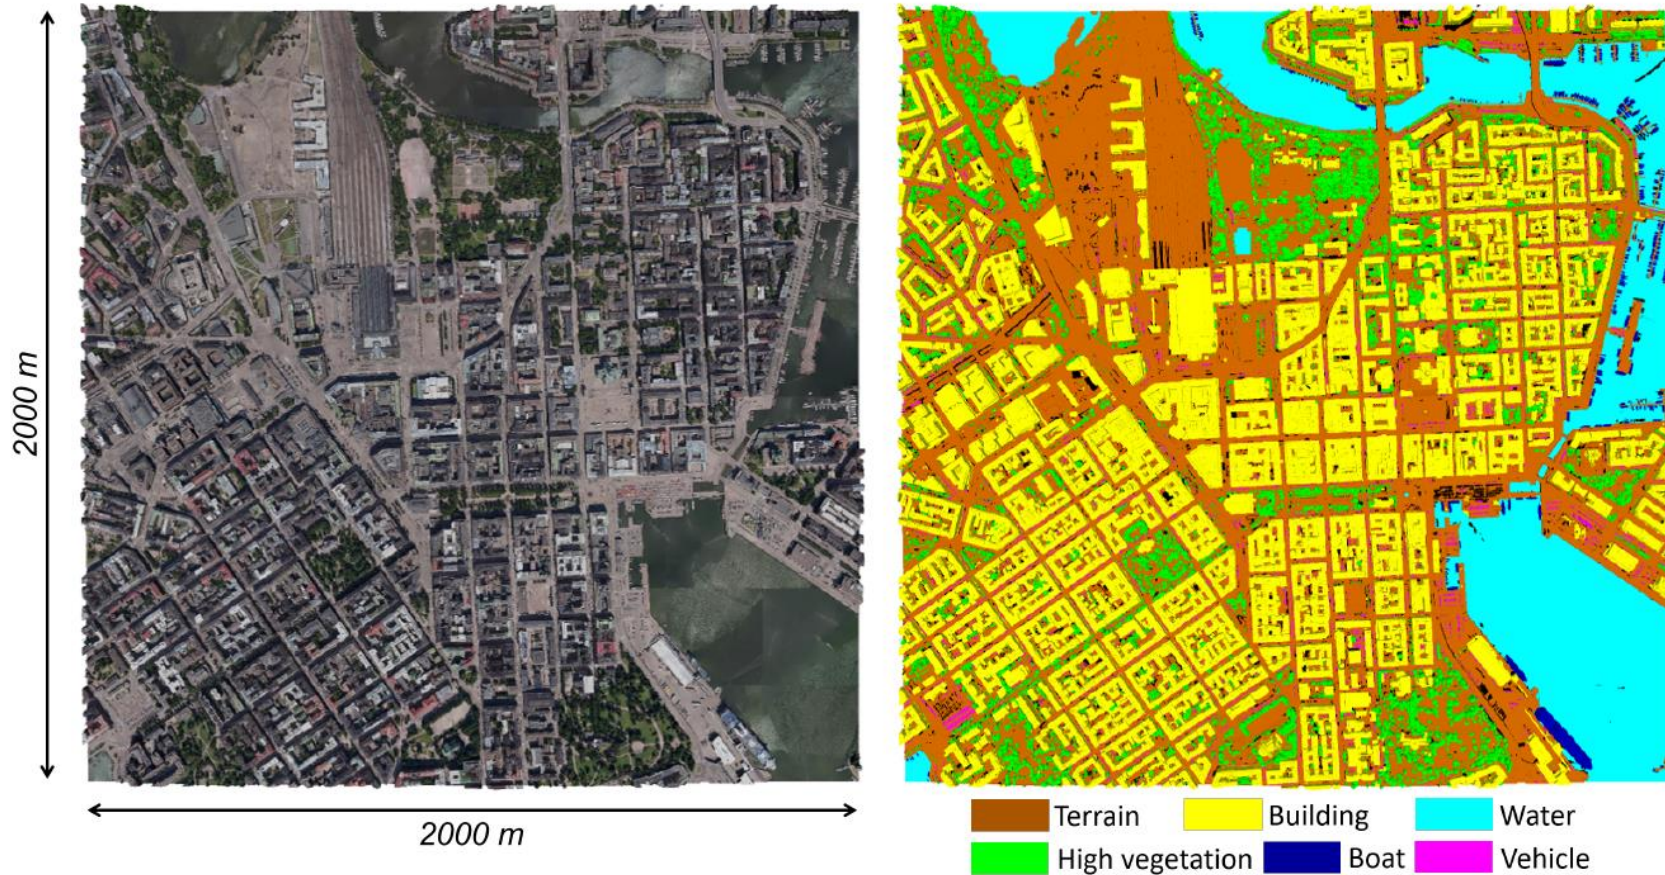 2000 m
2000 m
Terrain
Building
Water
High vegetation
Boat
Vehicle